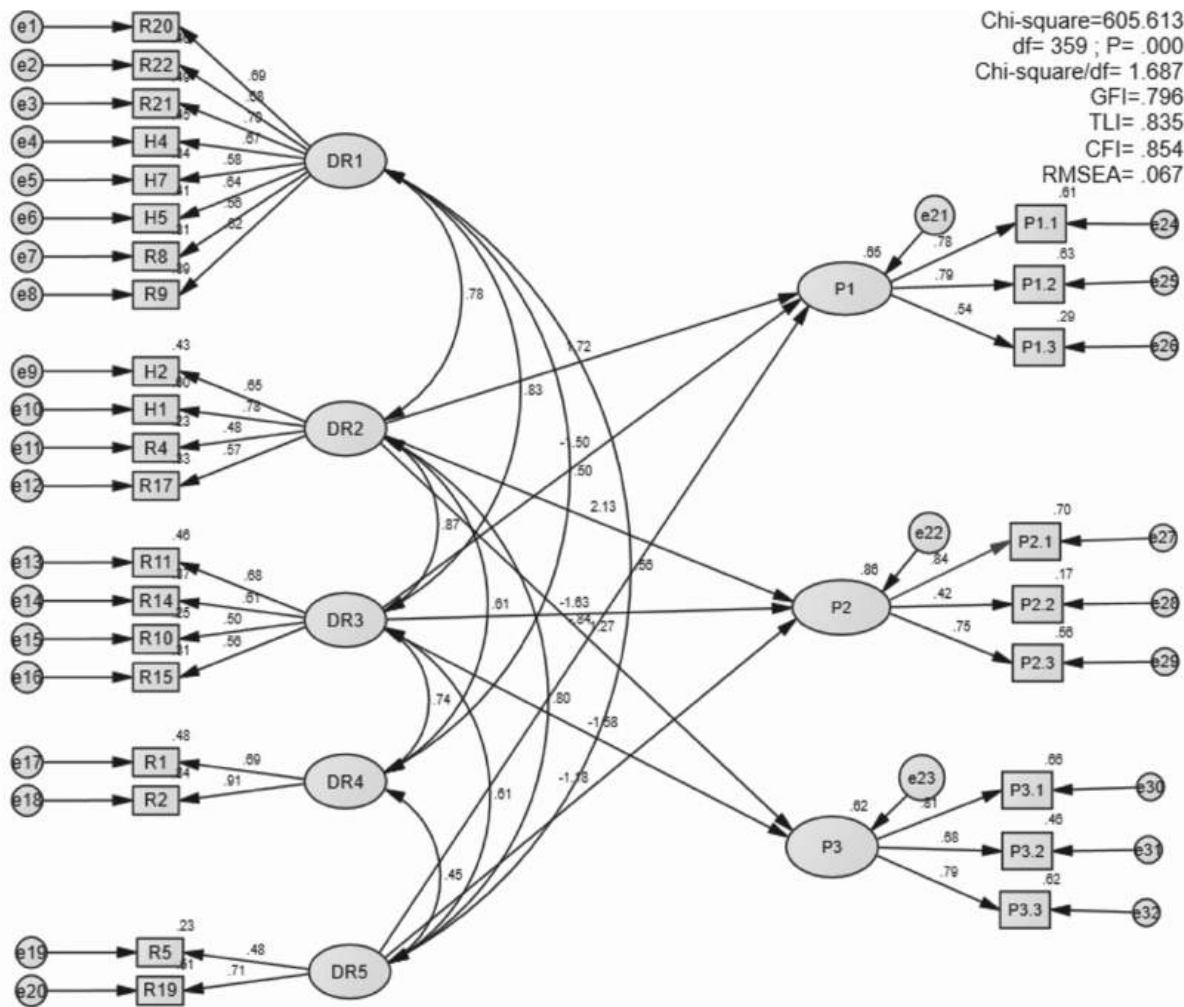 Chi-square=605.613
df= 359 ; P= .000
Chi-square/df= 1.687
GFI=.796
TLI= .835
CFI= .854
RMSEA= .067
e1 R20
e2 R22
e3 R21
e4 H4
e5 H7
e6 H5
e7 R8
e8 R9
.69
.67
.58
.64
DR1
.78
.83
e9 H2 .43
e10 H1
e11 R4
e12 R17
.65
.78
.48
.57
DR2
.87
.61
.80
e13 R11 .46
e14 R14
e15 R10
e16 R15
.68
.61
.50
.56
DR3
.74
.61
e17 R1 .48
e18 R2
.69
.91
DR4
.45
e19 R5 .23
e20 R19
.48
.71
DR5
1.72
-1.50
.50
2.13
-1.63
e21
.65
P1
.78
.79
.54
.61
P1.1 e24
.63
P1.2 e25
.29
P1.3 e26
e22
.86
P2
.84
.42
.75
.70
P2.1 e27
.17
P2.2 e28
.56
P2.3 e29
e23
.62
P3
.81
.68
.79
.66
P3.1 e30
.46
P3.2 e31
.62
P3.3 e32